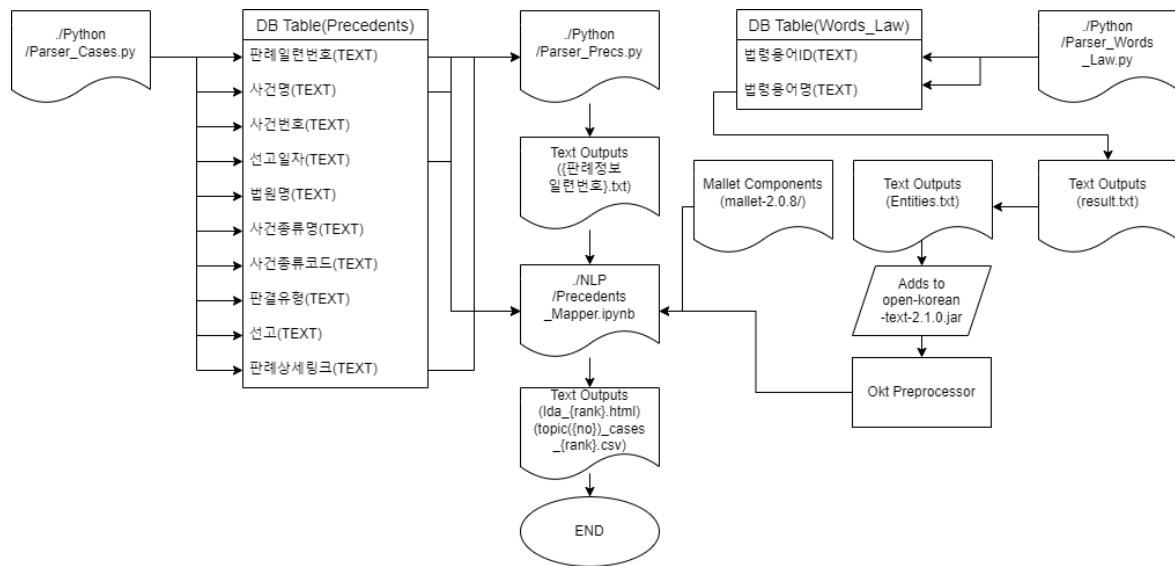 ./Python
/Parser_Cases.py
DB Table(Precedents)
판례일련번호(TEXT)
사건명(TEXT)
사건번호(TEXT)
선고일자(TEXT)
법원명(TEXT)
사건종류명(TEXT)
사건종류코드(TEXT)
판결유형(TEXT)
선고(TEXT)
판례상세링크(TEXT)
./Python
/Parser_Precs.py
Text Outputs
({판례정보
일련번호}.txt)
./NLP
/Precedents
_Mapper.ipynb
Text Outputs
(lda_{rank}.html)
(topic({no})_cases
_{rank}.csv)
END
DB Table(Words_Law)
법령용어ID(TEXT)
법령용어명(TEXT)
./Python
/Parser_Words
_Law.py
Mallet Components
(mallet-2.0.8/)
Text Outputs
(Entities.txt)
Text Outputs
(result.txt)
Adds to
open-korean
-text-2.1.0.jar
Okt Preprocessor